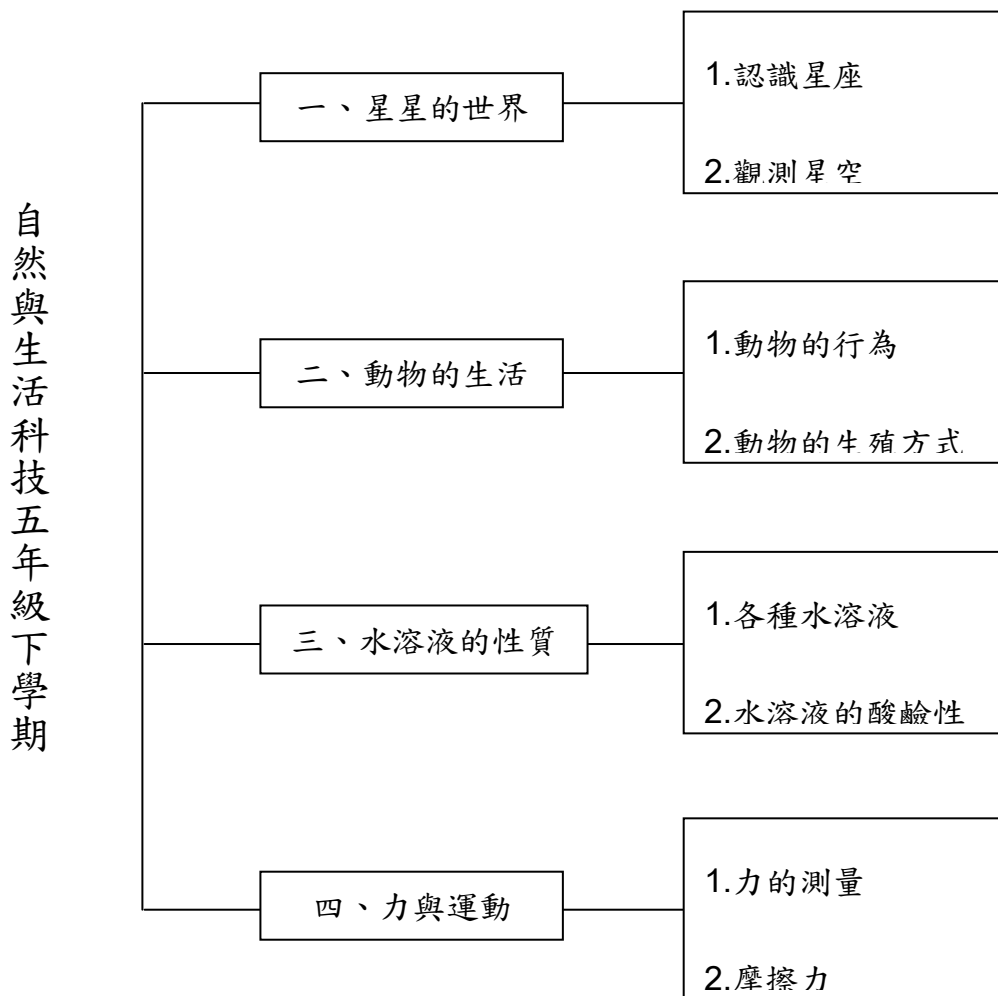 自然與生活科技五年級下學期
一、星星的世界
1.認識星座
2.觀測星空
二、動物的生活
1.動物的行為
2.動物的生殖方式
三、水溶液的性質
1.各種水溶液
2.水溶液的酸鹼性
四、力與運動
1.力的測量
2.摩擦力